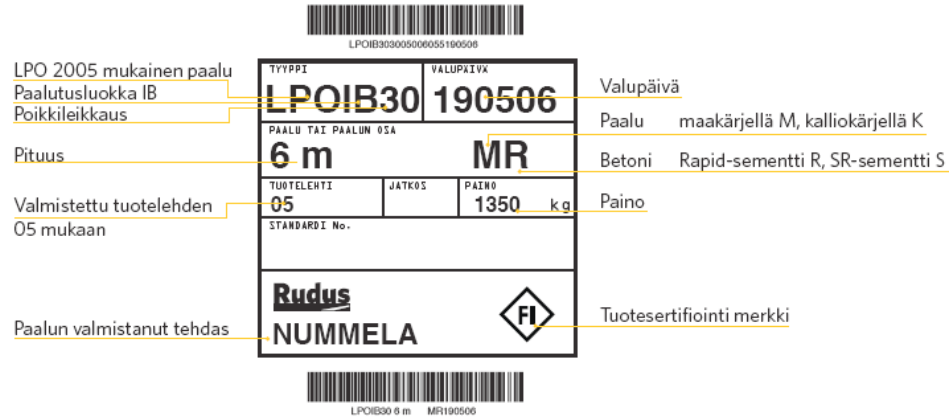 LPOIB303005006055190506
LPO 2005 mukainen paalu
Paalutusluokka IB
Poikkileikkaus
TYYPPI
LPOIB30
VALUPÄIVÄ
190506
Valupäivä
PAALU TAI PAALUN OSA
6 m
MR
Pituus
Paalu maakärjellä M, kalliokärjellä K
Betoni Rapid-sementti R, SR-sementti S
TUOTELEHTI
05
JATKOS
PAINO
1350 kg
Paino
Valmistettu tuotelehden
05 mukaan
STANDARDI No.
Rudus
NUMMELA
FI
Tuotesertifiointi merkki
Paalun valmistanut tehdas
LPOIB30 6 m MR190506